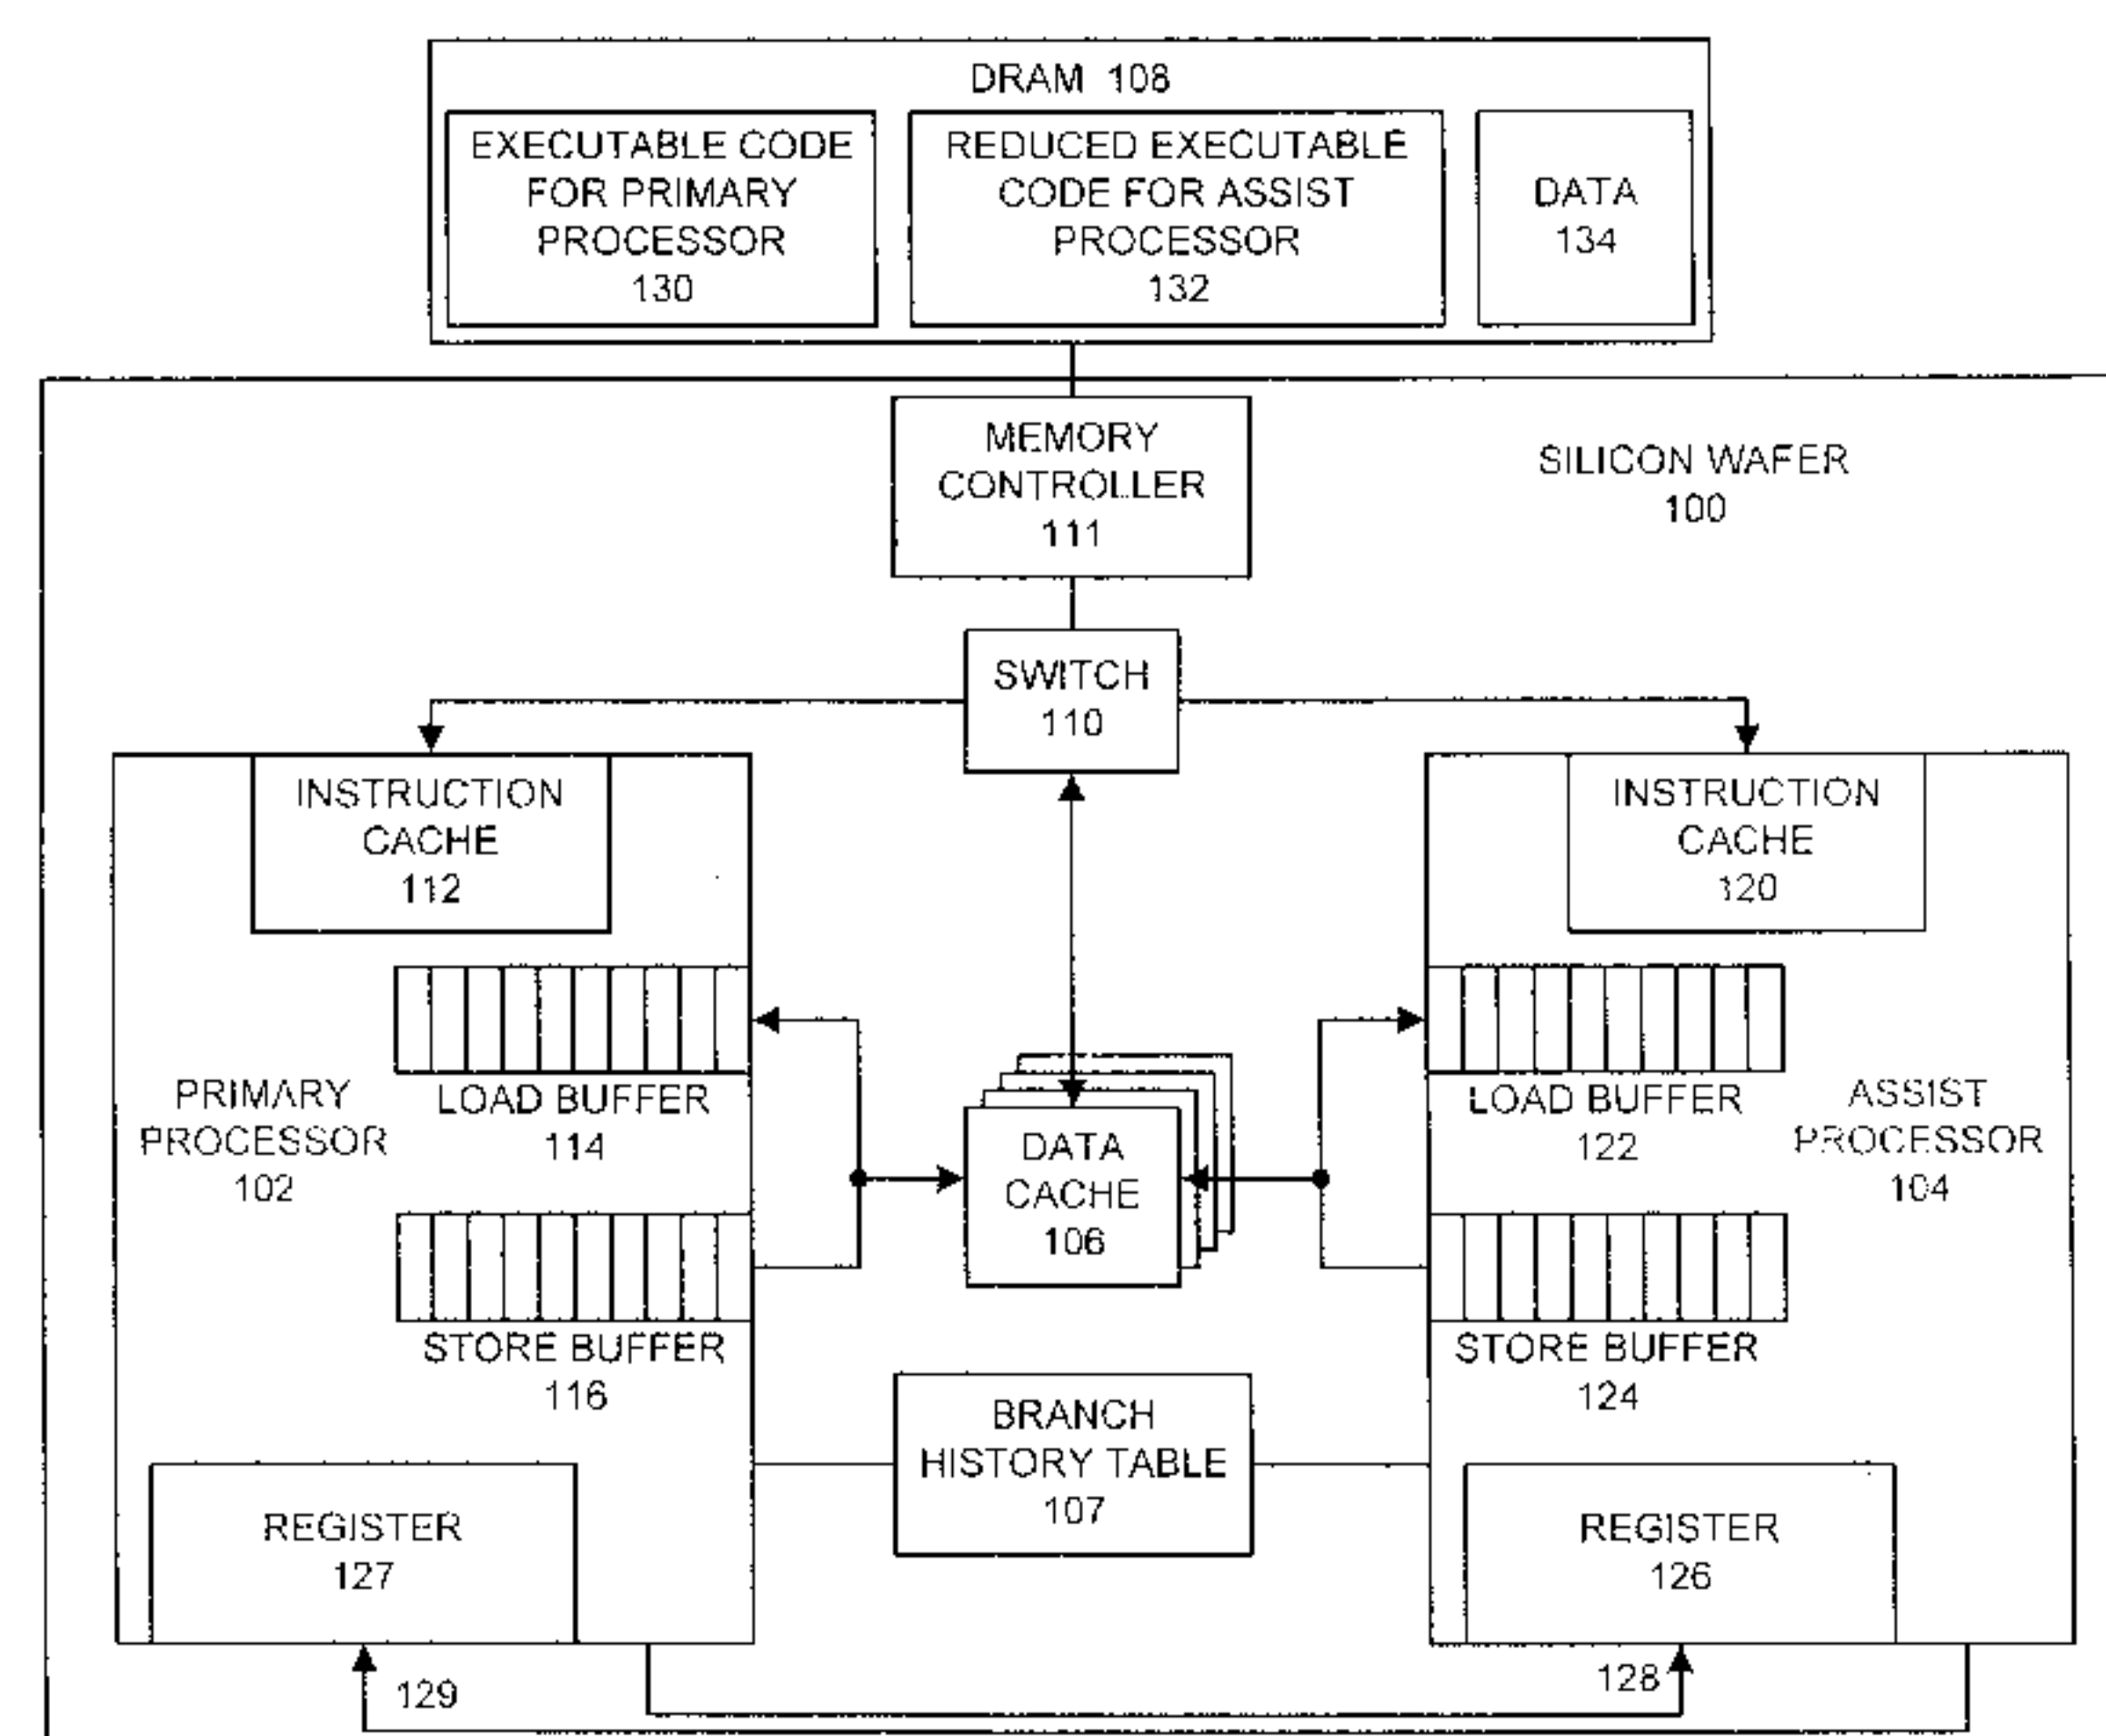 DRAM 108
EXECUTABLE CODE
FOR PRIMARY
PROCESSOR
130
REDUCED EXECUTABLE
CODE FOR ASSIST
PROCESSOR
132
DATA
134
MEMORY
CONTROLLER
111
SILICON WAFER
100
SWITCH
110
INSTRUCTION
CACHE
112
INSTRUCTION
CACHE
120
PRIMARY
PROCESSOR
102
LOAD BUFFER
114
DATA
CACHE
106
LOAD BUFFER
122
ASSIST
PROCESSOR
104
STORE BUFFER
116
STORE BUFFER
124
BRANCH
HISTORY TABLE
107
REGISTER
127
REGISTER
126
129
128